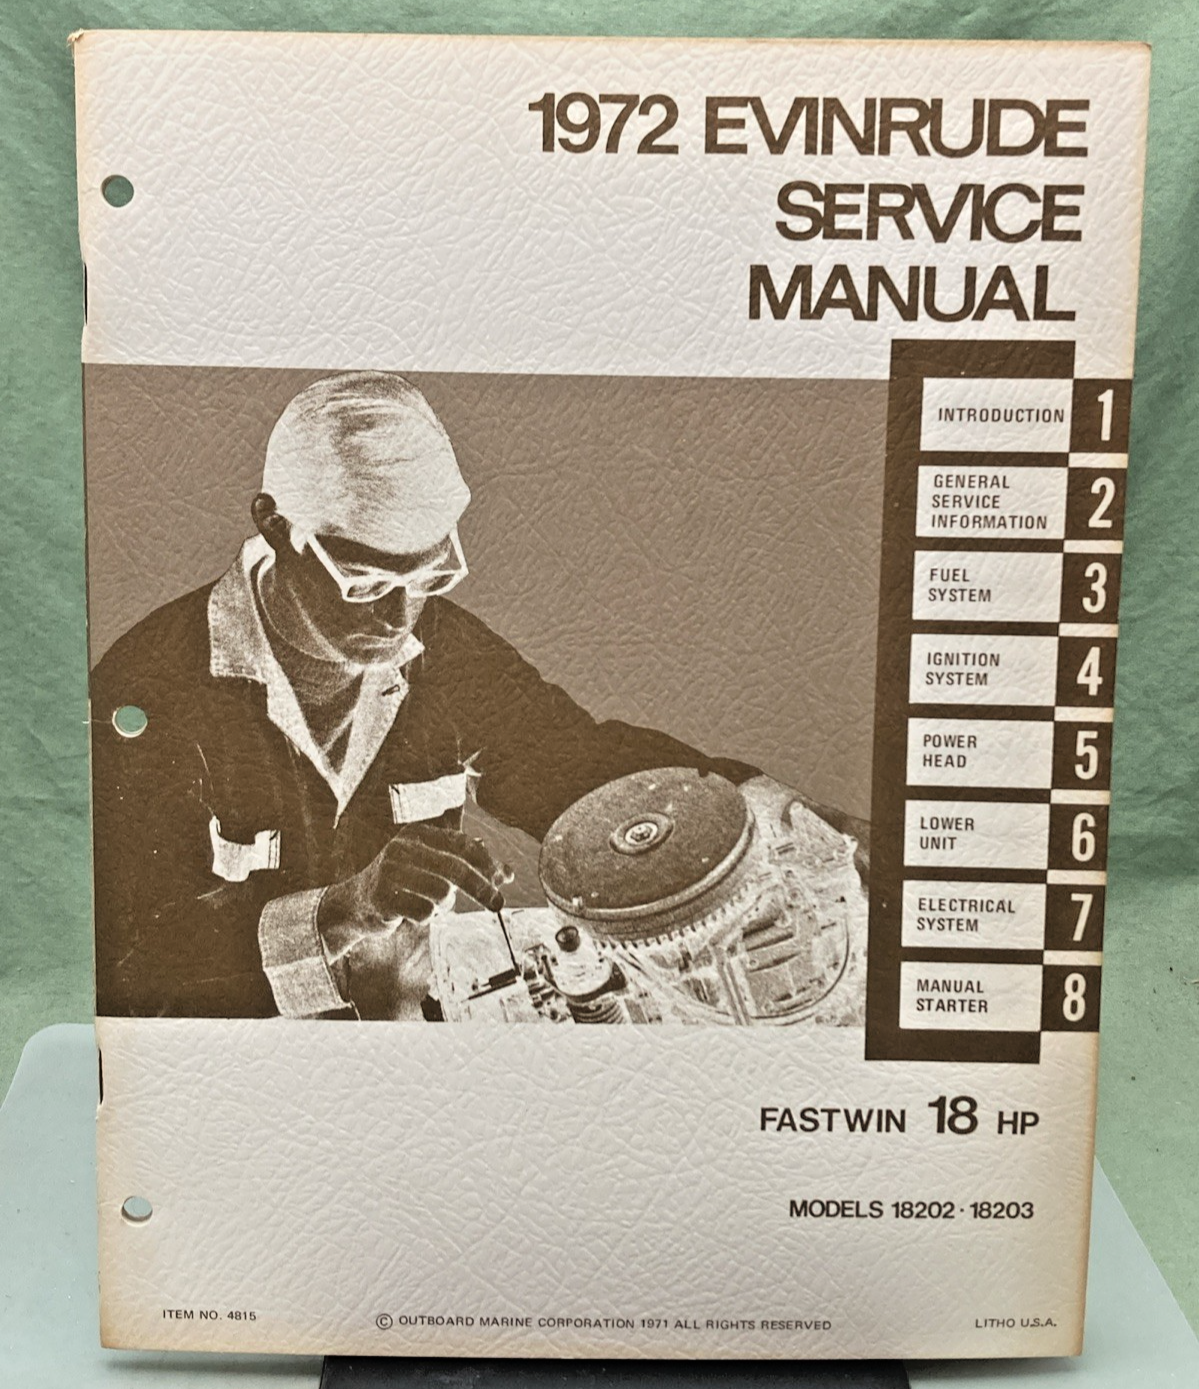 1972 EVINRUDE
SERVICE
MANUAL
INTRODUCTION 1
GENERAL
SERVICE
INFORMATION 2
FUEL
SYSTEM 3
IGNITION
SYSTEM 4
POWER
HEAD 5
LOWER
UNIT 6
ELECTRICAL
SYSTEM 7
MANUAL
STARTER 8
FASTWIN 18 HP
MODELS 18202 · 18203
ITEM NO. 4815
© OUTBOARD MARINE CORPORATION 1971 ALL RIGHTS RESERVED
LITHO U.S.A.